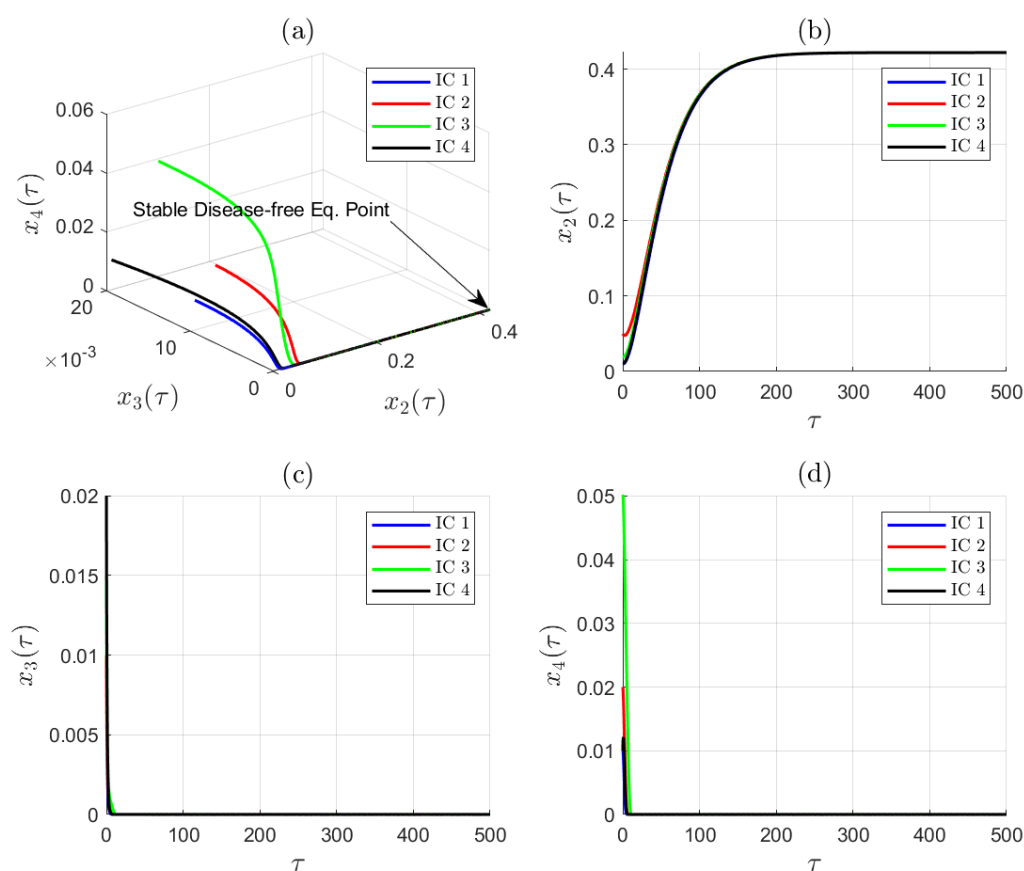 (a)
IC 1
IC 2
IC 3
IC 4
Stable Disease-free Eq. Point
0.06
0.04
0.02
0
x₄(τ)
20
10
0
×10⁻³
x₃(τ)
0
0.2
0.4
x₂(τ)
(b)
IC 1
IC 2
IC 3
IC 4
0.4
0.3
0.2
0.1
0
x₂(τ)
0 100 200 300 400 500
τ
(c)
IC 1
IC 2
IC 3
IC 4
0.02
0.015
0.01
0.005
0
x₃(τ)
0 100 200 300 400 500
τ
(d)
IC 1
IC 2
IC 3
IC 4
0.05
0.04
0.03
0.02
0.01
0
x₄(τ)
0 100 200 300 400 500
τ